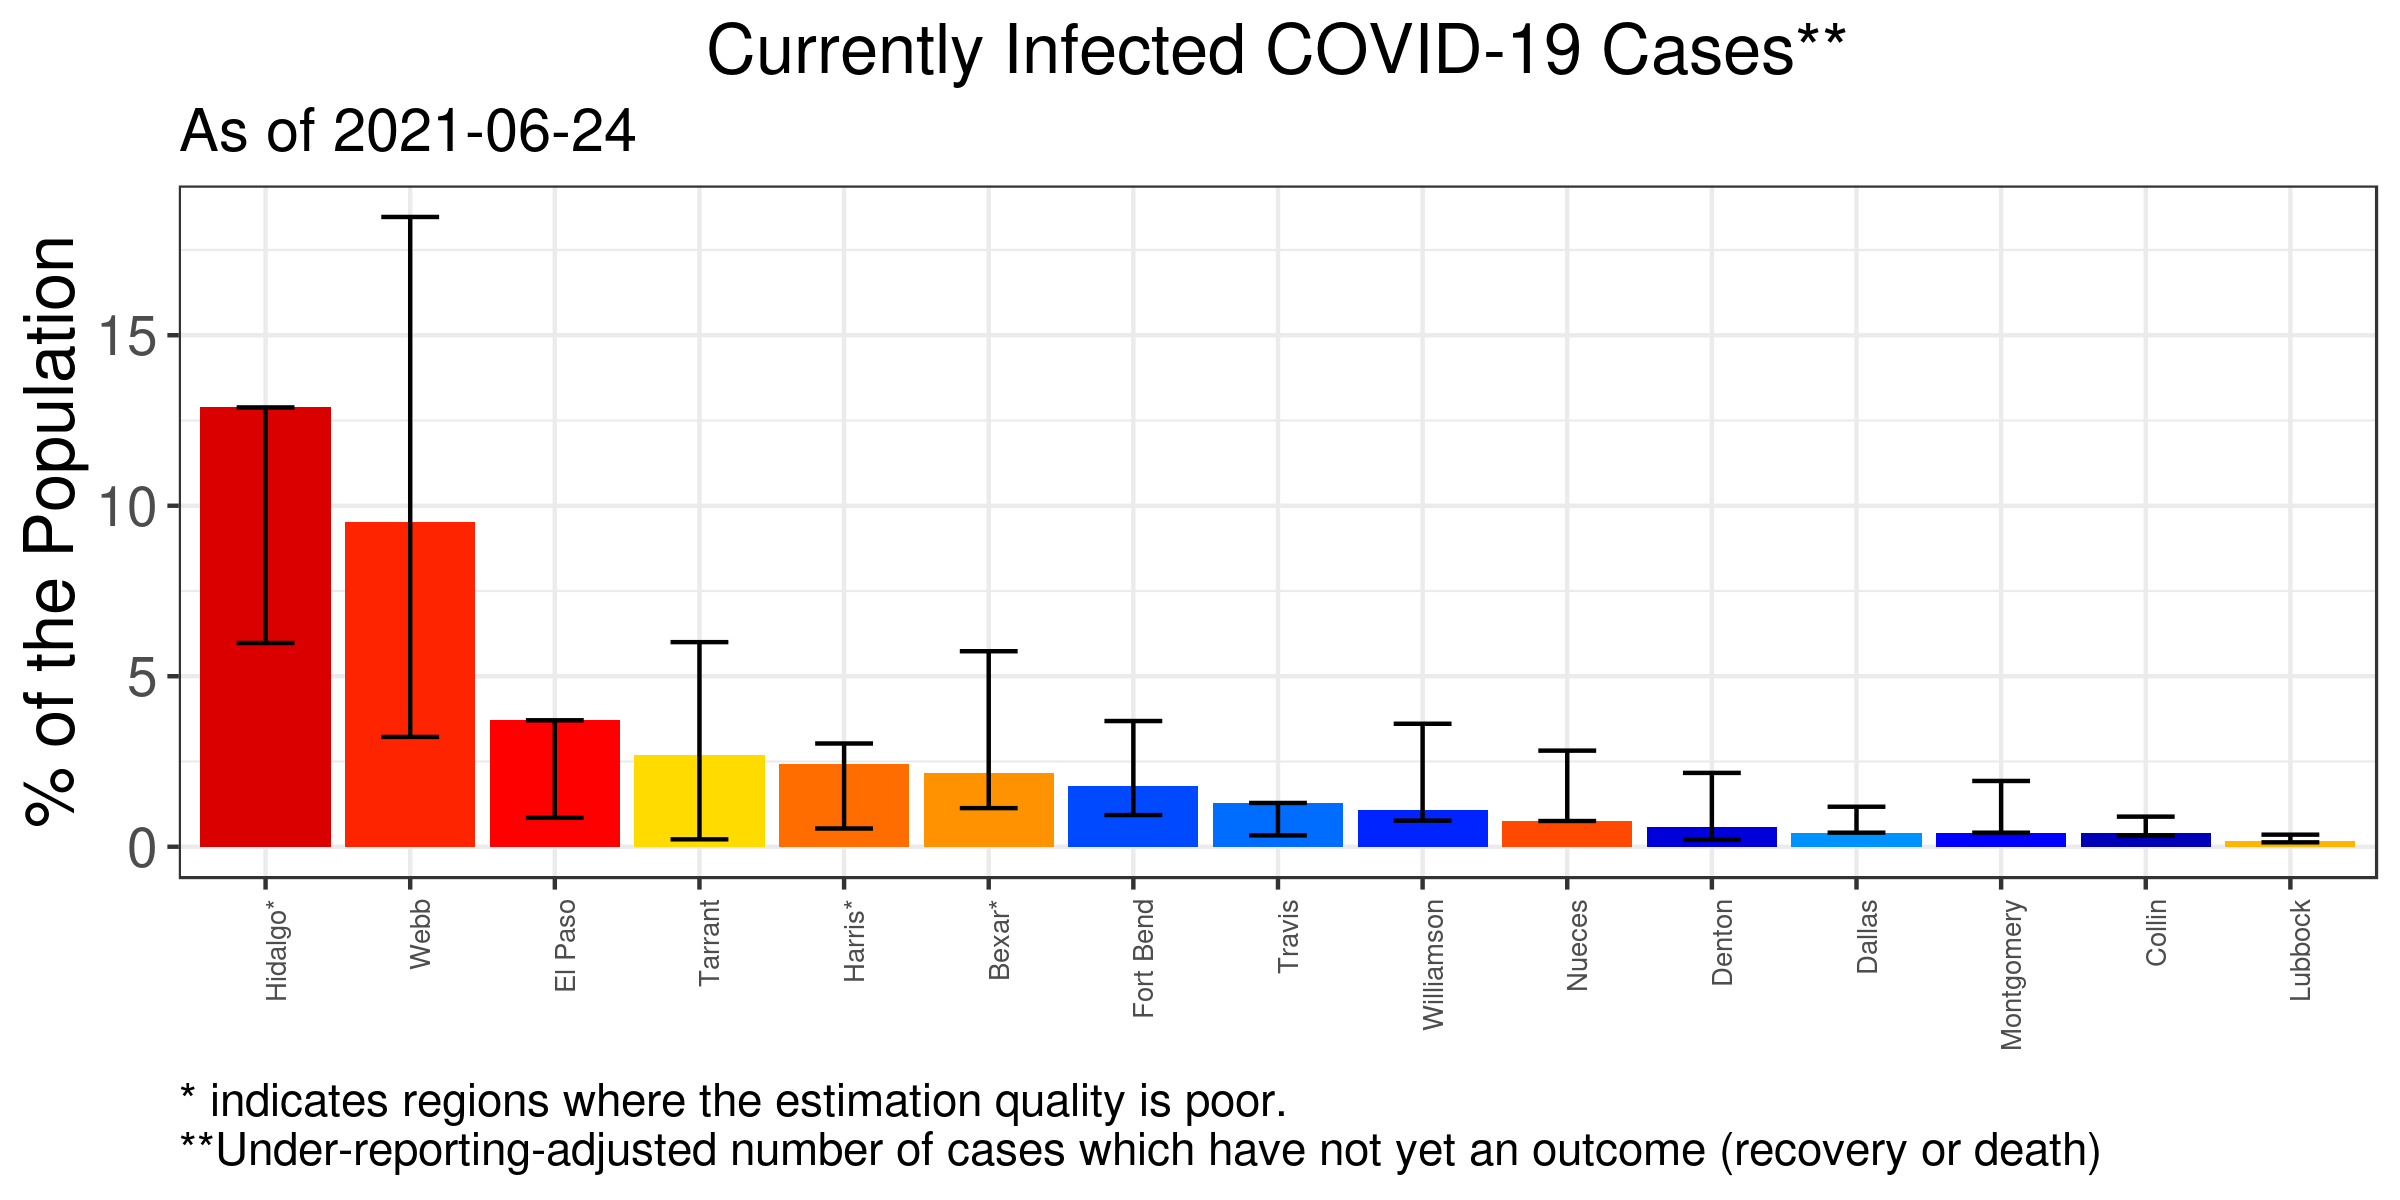 Currently Infected COVID-19 Cases**
As of 2021-06-24
% of the Population
15
10
5
0
Hidalgo*
Webb
El Paso
Tarrant
Harris*
Bexar*
Fort Bend
Travis
Williamson
Nueces
Denton
Dallas
Montgomery
Collin
Lubbock
* indicates regions where the estimation quality is poor.
**Under-reporting-adjusted number of cases which have not yet an outcome (recovery or death)